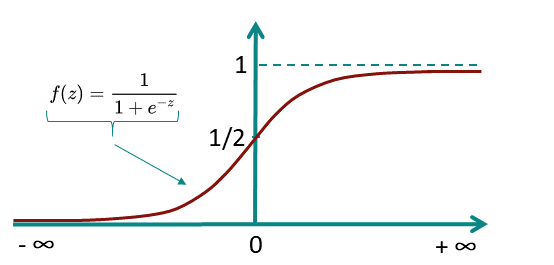 1
f(z) = 1 / (1 + e^{-z})
1/2
- ∞ 0 + ∞